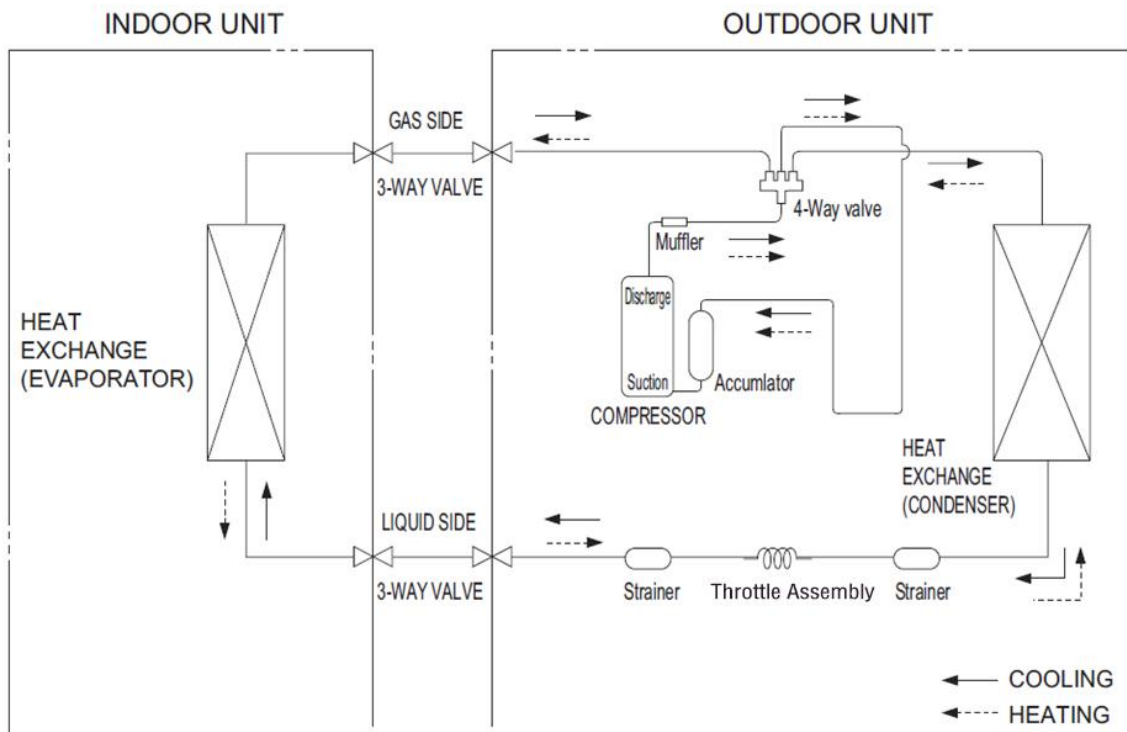 INDOOR UNIT
OUTDOOR UNIT
GAS SIDE
3-WAY VALVE
4-Way valve
Muffler
Discharge
Suction
Accumlator
COMPRESSOR
HEAT
EXCHANGE
(EVAPORATOR)
HEAT
EXCHANGE
(CONDENSER)
LIQUID SIDE
3-WAY VALVE
Strainer
Throttle Assembly
Strainer
COOLING
HEATING